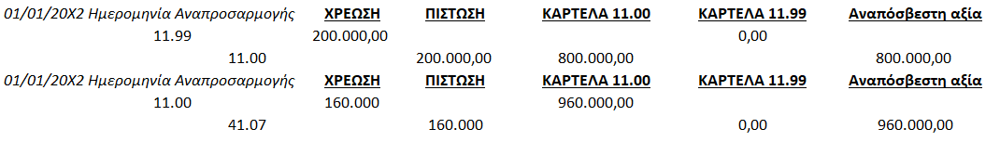 01/01/20X2 Ημερομηνία Αναπροσαρμογής ΧΡΕΩΣΗ ΠΙΣΤΩΣΗ ΚΑΡΤΕΛΑ 11.00 ΚΑΡΤΕΛΑ 11.99 Αναπόσβεστη αξία
11.99 200.000,00 0,00
11.00 200.000,00 800.000,00 800.000,00
01/01/20X2 Ημερομηνία Αναπροσαρμογής ΧΡΕΩΣΗ ΠΙΣΤΩΣΗ ΚΑΡΤΕΛΑ 11.00 ΚΑΡΤΕΛΑ 11.99 Αναπόσβεστη αξία
11.00 160.000 960.000,00
41.07 160.000 0,00 960.000,00